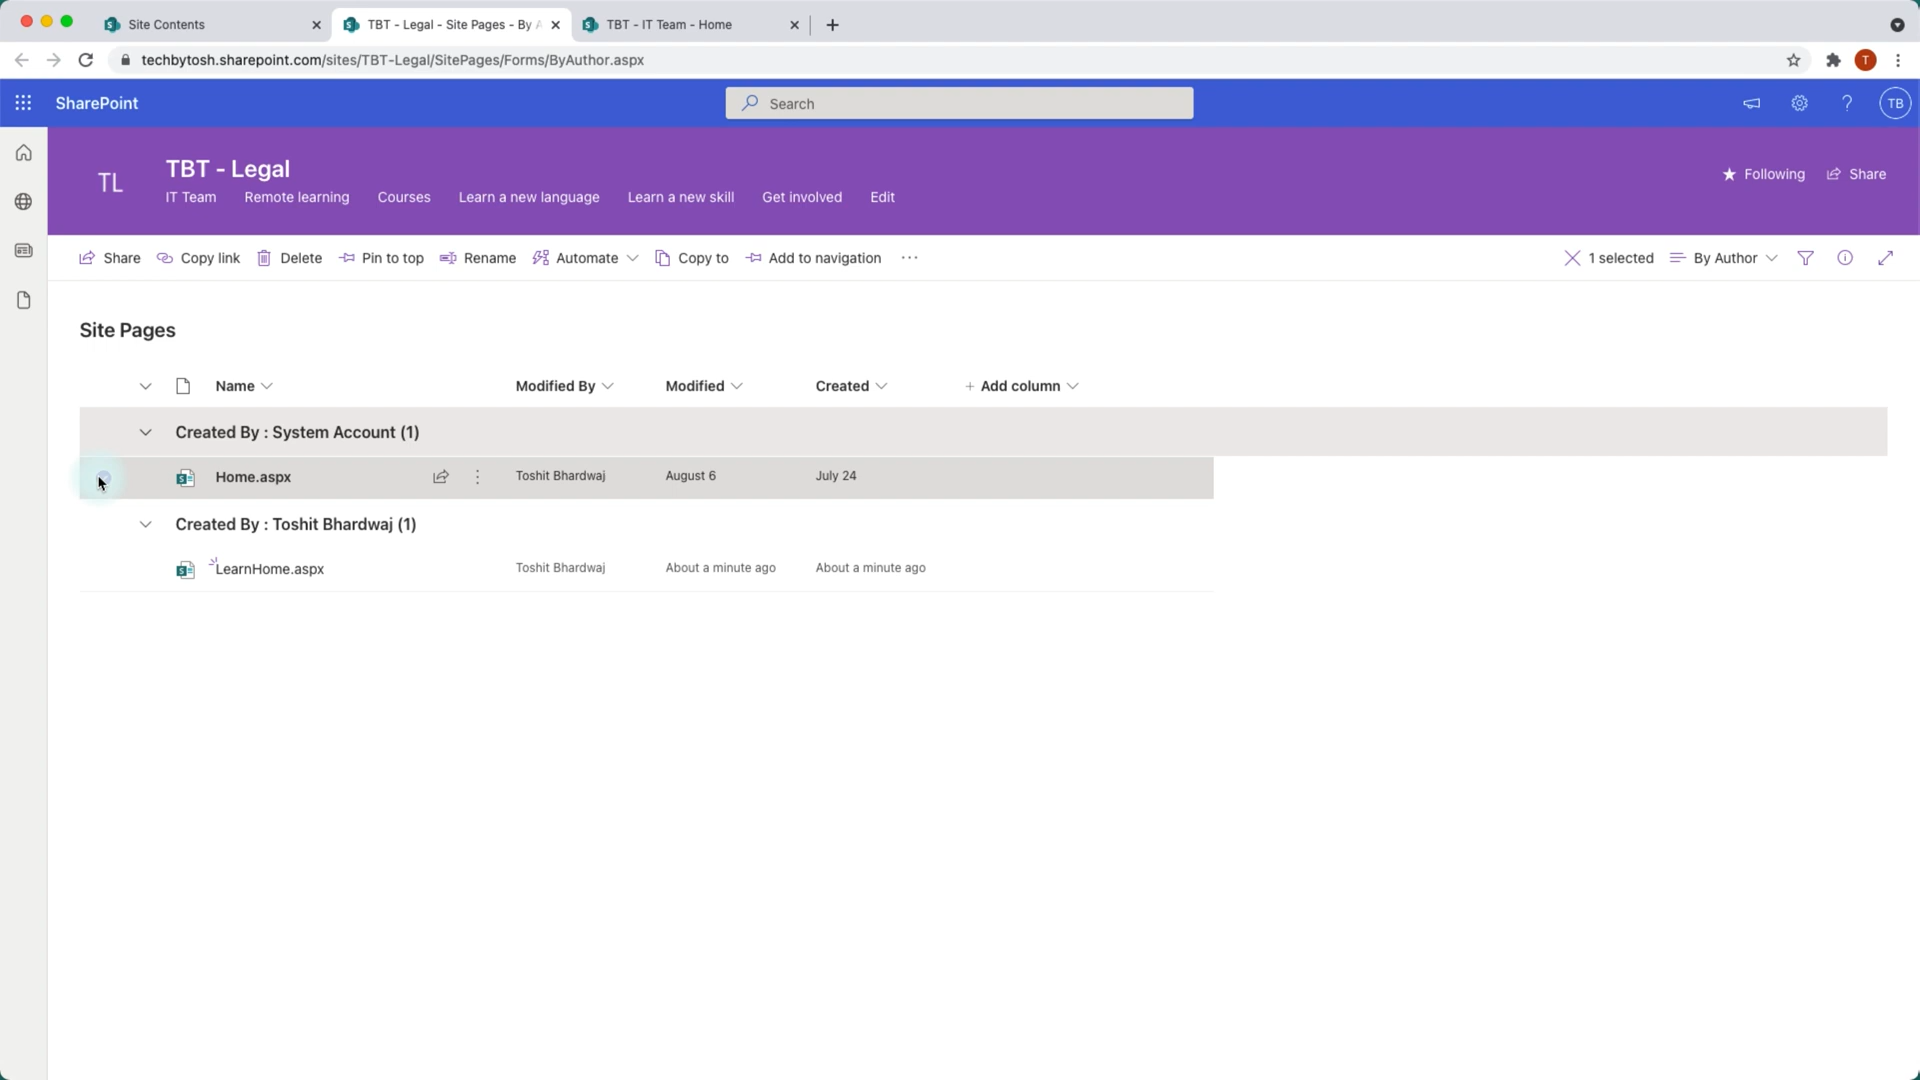 Site Contents
TBT - Legal - Site Pages - By A
TBT - IT Team - Home
techbytosh.sharepoint.com/sites/TBT-Legal/SitePages/Forms/ByAuthor.aspx
T
SharePoint
Search
TB
TL
TBT - Legal
IT Team
Remote learning
Courses
Learn a new language
Learn a new skill
Get involved
Edit
Following
Share
Share
Copy link
Delete
Pin to top
Rename
Automate
Copy to
Add to navigation
1 selected
By Author
Site Pages
Name
Modified By
Modified
Created
+ Add column
Created By : System Account (1)
Home.aspx
Toshit Bhardwaj
August 6
July 24
Created By : Toshit Bhardwaj (1)
LearnHome.aspx
Toshit Bhardwaj
About a minute ago
About a minute ago